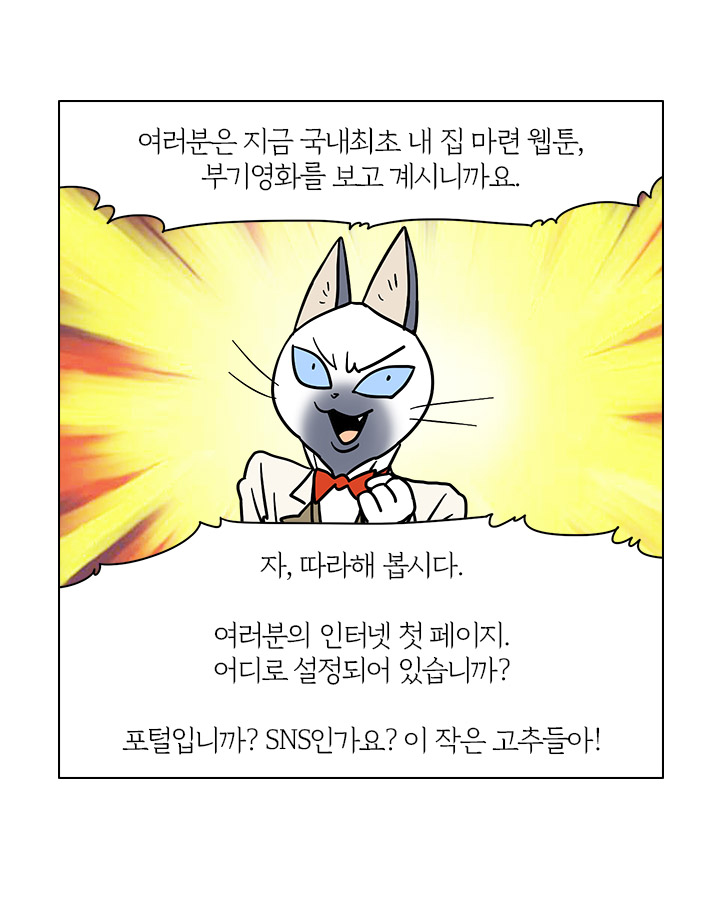 여러분은 지금 국내최초 내 집 마련 웹툰,
부기영화를 보고 계시니까요.
자, 따라해 봅시다.
여러분의 인터넷 첫 페이지.
어디로 설정되어 있습니까?
포털입니까? SNS인가요? 이 작은 고추들아!